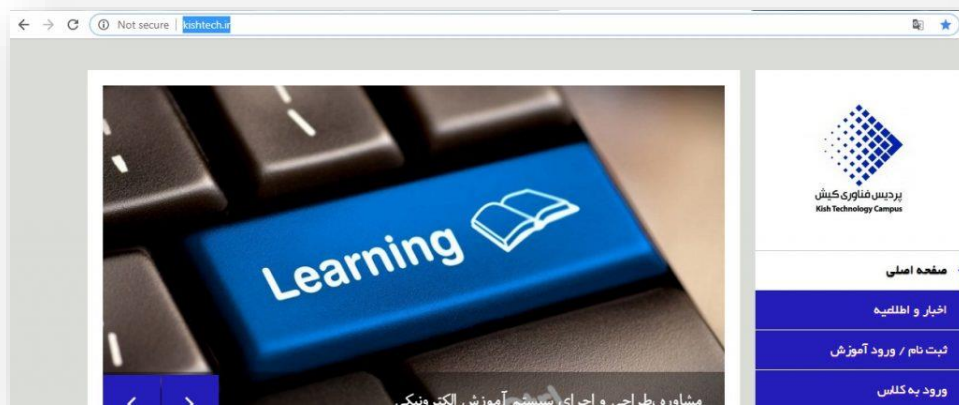 Not secure | kishtech.ir
Learning
مشاوره ،طراحی و اجرای سیستم آموزش الکترونیکی
پردیس فناوری کیش
Kish Technology Campus
صفحه اصلی
اخبار و اطلاعیه
ثبت نام / ورود آموزش
ورود به کلاس